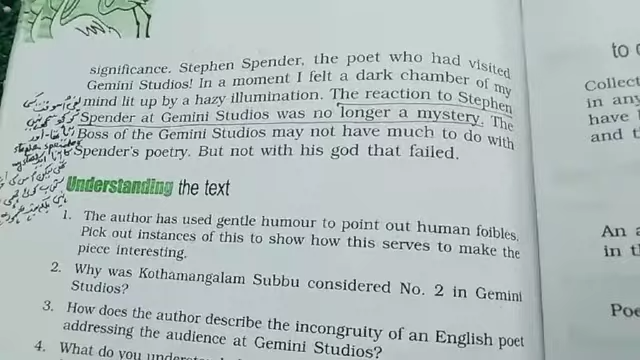 significance. Stephen Spender, the poet who had visited
Gemini Studios! In a moment I felt a dark chamber of my
mind lit up by a hazy illumination. The reaction to Stephen
Spender at Gemini Studios was no longer a mystery. The
Boss of the Gemini Studios may not have much to do with
Spender's poetry. But not with his god that failed.
Understanding the text
1. The author has used gentle humour to point out human foibles.
Pick out instances of this to show how this serves to make the
piece interesting.
2. Why was Kothamangalam Subbu considered No. 2 in Gemini
Studios?
3. How does the author describe the incongruity of an English poet
addressing the audience at Gemini Studios?
4. What do you
to
Collect
in any
have
and
An
in
Poe